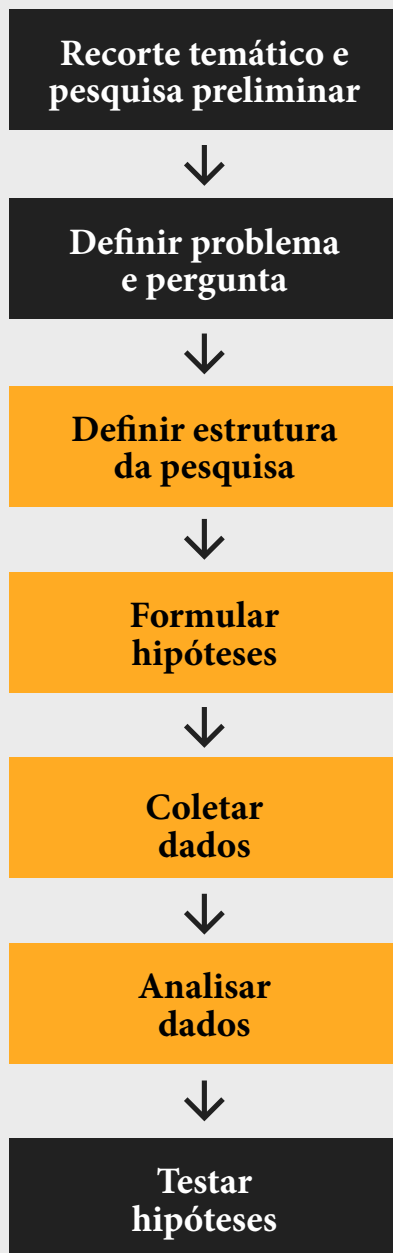 Recorte temático e
pesquisa preliminar
Definir problema
e pergunta
Definir estrutura
da pesquisa
Formular
hipóteses
Coletar
dados
Analisar
dados
Testar
hipóteses